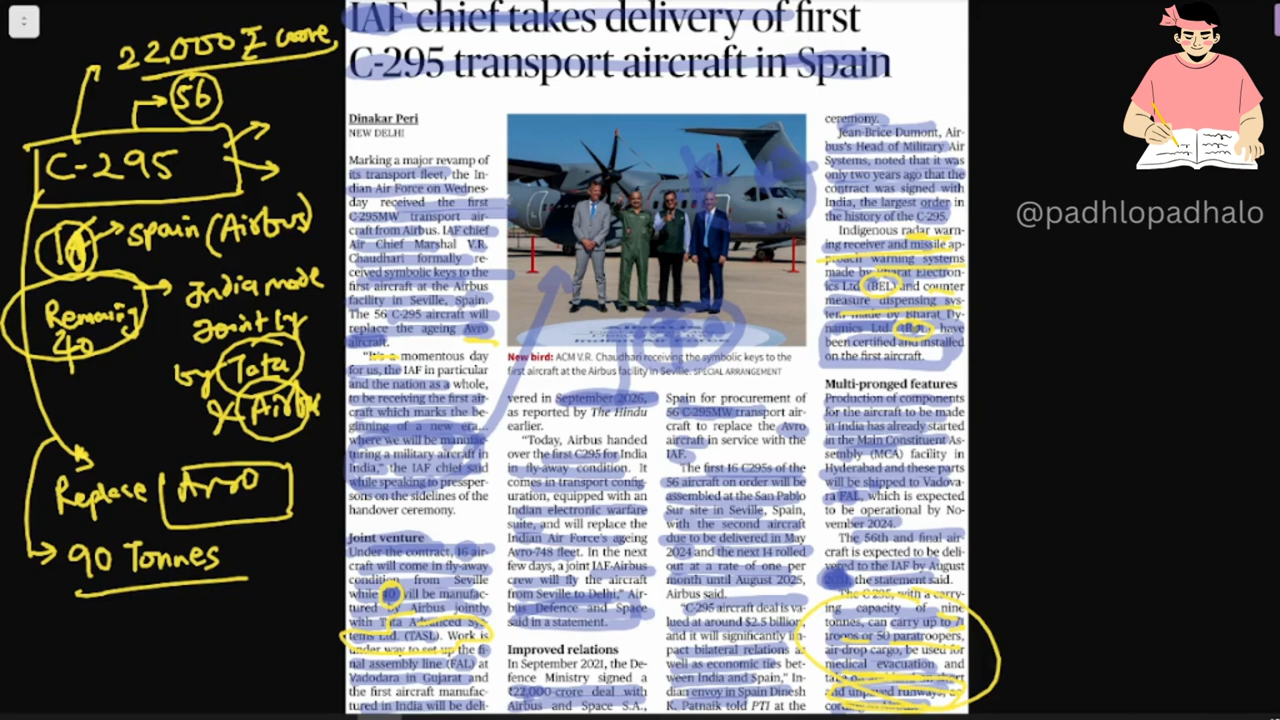 IAF chief takes delivery of first
C-295 transport aircraft in Spain
22,000 ₹ crore
56
C-295
16 → Spain (Airbus)
Remaing
40
India made
Joint by
by Tata
& Airbus
Replace Avro
90 Tonnes
@padhlopadhalo
Dinakar Peri
NEW DELHI
Marking a major revamp of
its transport fleet, the In-
dian Air Force on Wednes-
day received the first
C-295MW transport air-
craft from Airbus. IAF chief
Air Chief Marshal V.R.
Chaudhari formally re-
ceived symbolic keys to the
first aircraft at the Airbus
facility in Seville, Spain.
The 56 C-295 aircraft will
replace the ageing Avro
aircraft.
"It's a momentous day
for us, the IAF in particular
and the nation as a whole,
to be receiving the first air-
craft which marks the be-
ginning of a new era...
where we will be manufac-
turing a military aircraft in
India," the IAF chief said
while speaking to pressper-
sons on the sidelines of the
handover ceremony.
Joint venture
Under the contract, 16 air-
craft will come in fly-away
condition from Seville
while 40 will be manufac-
tured by Airbus jointly
with Tata Advanced Sys-
tems Ltd. (TASL). Work is
under way to set up the fi-
nal assembly line (FAL) at
Vadodara in Gujarat and
the first aircraft manufac-
tured in India will be deli-
New bird: ACM V.R. Chaudhari receiving the symbolic keys to the
first aircraft at the Airbus facility in Seville. SPECIAL ARRANGEMENT
vered in September 2026,
as reported by The Hindu
earlier.
"Today, Airbus handed
over the first C295 for India
in fly-away condition. It
comes in transport config-
uration, equipped with an
Indian electronic warfare
suite, and will replace the
Indian Air Force's ageing
Avro-748 fleet. In the next
few days, a joint IAF-Airbus
crew will fly the aircraft
from Seville to Delhi," Air-
bus Defence and Space
said in a statement.
Improved relations
In September 2021, the De-
fence Ministry signed a
₹22,000 crore deal with
Airbus and Space S.A.,
Spain for procurement of
56 C-295MW transport air-
craft to replace the Avro
aircraft in service with the
IAF.
The first 16 C295s of the
56 aircraft on order will be
assembled at the San Pablo
Sur site in Seville, Spain,
with the second aircraft
due to be delivered in May
2024 and the next 14 rolled
out at a rate of one per
month until August 2025,
Airbus said.
"C-295 aircraft deal is va-
lued at around $2.5 billion,
and it will significantly im-
pact bilateral relations as
well as economic ties bet-
ween India and Spain," In-
dian envoy in Spain Dinesh
K. Patnaik told PTI at the
ceremony.
Jean-Brice Dumont, Air-
bus's Head of Military Air
Systems, noted that it was
only two years ago that the
contract was signed with
India, the largest order in
the history of the C-295.
Indigenous radar warn-
ing receiver and missile ap-
proach warning systems
made by Bharat Electron-
ics Ltd (BEL) and counter
measure dispensing sys-
tem made by Bharat Dy-
namics Ltd have
been certified and installed
on the first aircraft.
Multi-pronged features
Production of components
for the aircraft to be made
in India has already started
in the Main Constituent As-
sembly (MCA) facility in
Hyderabad and these parts
will be shipped to Vadova-
ra FAL, which is expected
to be operational by No-
vember 2024.
The 56th and final air-
craft is expected to be deli-
vered to the IAF by August
the statement said.
The C-295, with a carry-
ing capacity of nine
tonnes, can carry up to 71
troops or 50 paratroopers,
air-drop cargo, be used for
medical evacuation and
and unpaved runways,